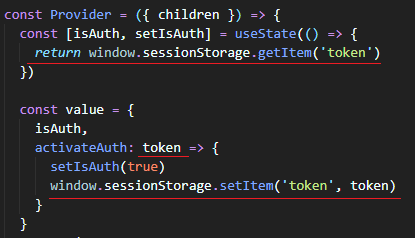 const Provider = ({ children }) => {
const [isAuth, setIsAuth] = useState(() => {
return window.sessionStorage.getItem('token')
})
const value = {
isAuth,
activateAuth: token => {
setIsAuth(true)
window.sessionStorage.setItem('token', token)
}
}